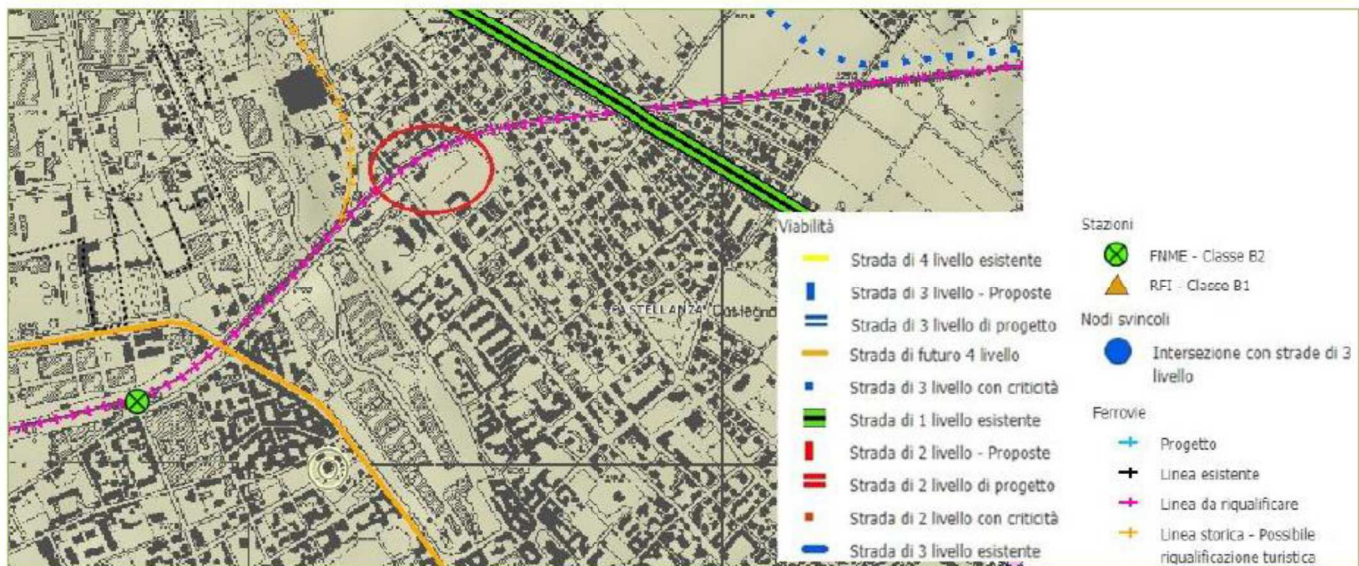 CASTELLANZA
Viabilità
Strada di 4 livello esistente
Strada di 3 livello - Proposte
Strada di 3 livello di progetto
Strada di futuro 4 livello
Strada di 3 livello con criticità
Strada di 1 livello esistente
Strada di 2 livello - Proposte
Strada di 2 livello di progetto
Strada di 2 livello con criticità
Strada di 3 livello esistente
Stazioni
FNME - Classe B2
RFI - Classe B1
Nodi svincoli
Intersezione con strade di 3
livello
Ferrovie
Progetto
Linea esistente
Linea da riqualificare
Linea storica - Possibile
riqualificazione turistica